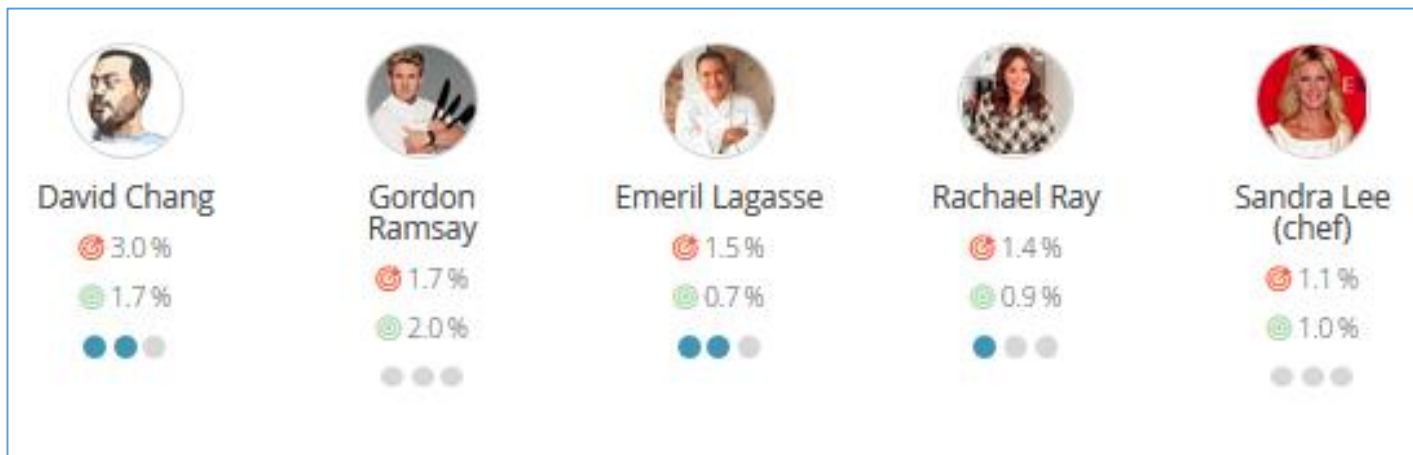 David Chang
3.0 %
1.7 %
Gordon
Ramsay
1.7 %
2.0 %
Emeril Lagasse
1.5 %
0.7 %
Rachael Ray
1.4 %
0.9 %
Sandra Lee
(chef)
1.1 %
1.0 %